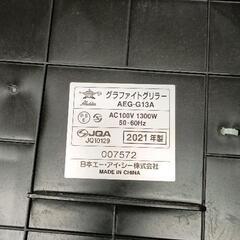 Aladdin
グラファイトグリラー
AEG-G13A
AC100V 1300W
50-60Hz
JQA
JQ10129
2021年製
007572
日本エー・アイ・シー株式会社
MADE IN CHINA